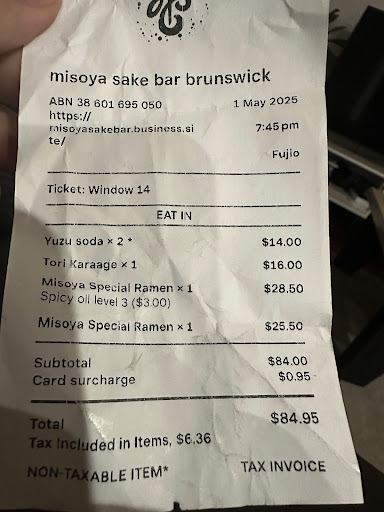 misoya sake bar brunswick
ABN 38 601 695 050 1 May 2025
https://
misoyasakebar.business.si 7:45 pm
te/
Fujio
Ticket: Window 14
EAT IN
Yuzu soda × 2 * $14.00
Tori Karaage × 1 $16.00
Misoya Special Ramen × 1 $28.50
Spicy oil level 3 ($3.00)
Misoya Special Ramen × 1 $25.50
Subtotal $84.00
Card surcharge $0.95
Total $84.95
Tax Included in Items, $6.36
NON-TAXABLE ITEM* TAX INVOICE